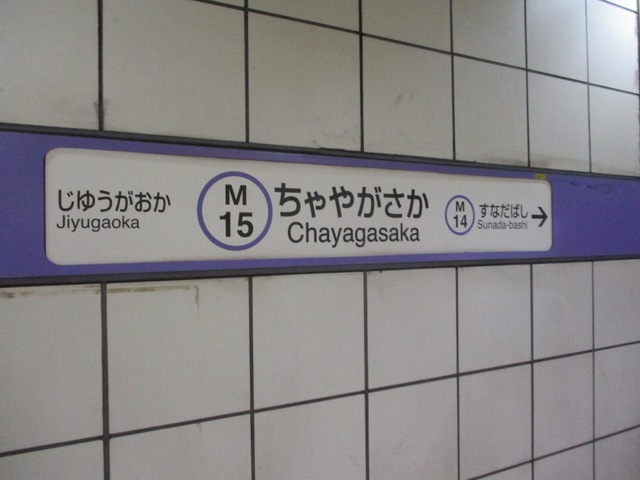 じゆうがおか
Jiyugaoka
M
15
ちゃやがさか
Chayagasaka
M
14
すなだばし →
Sunada-bashi